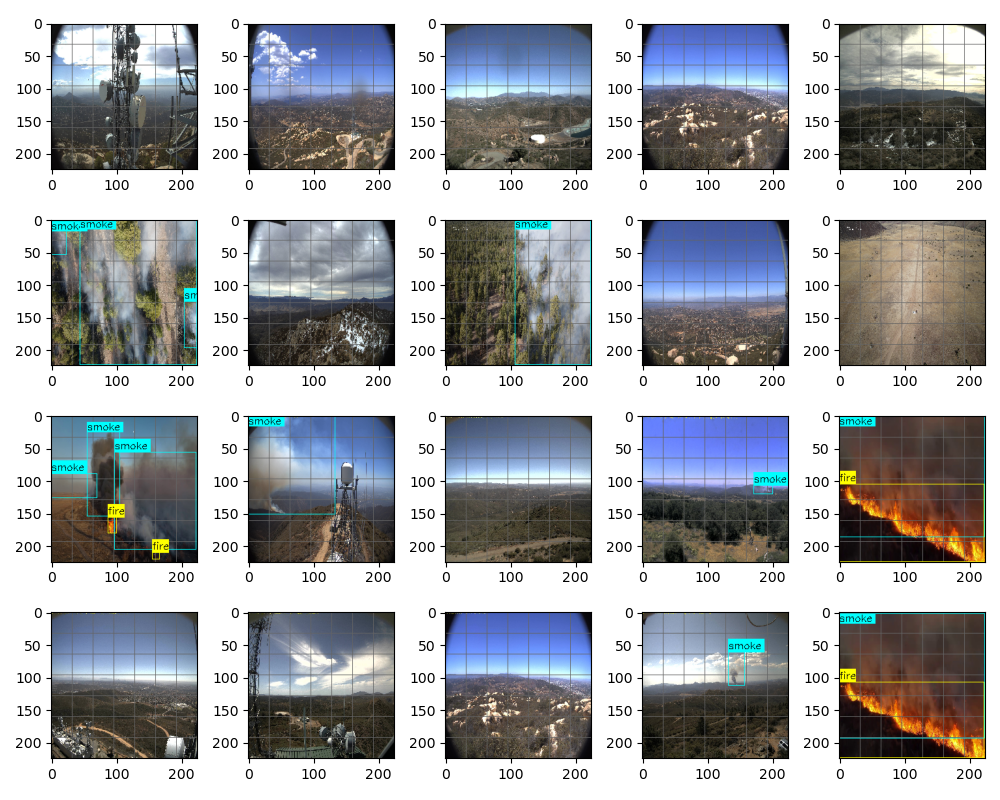 0 0 0 0 0
50 50 50 50 50
100 100 100 100 100
150 150 150 150 150
200 200 200 200 200
0 100 200 0 100 200 0 100 200 0 100 200 0 100 200
0 smok smoke 0 0 smoke 0 0
50 50 50 50 50
100 100 100 100 100
sm
150 150 150 150 150
200 200 200 200 200
0 100 200 0 100 200 0 100 200 0 100 200 0 100 200
0 0 smoke 0 0 0 smoke
smoke
50 smoke 50 50 50 50
smoke
100 100 100 100 smoke 100 fire
150 fire 150 150 150 150
200 fire 200 200 200 200
0 100 200 0 100 200 0 100 200 0 100 200 0 100 200
0 0 0 0 0 smoke
50 50 50 50 smoke 50
100 100 100 100 100 fire
150 150 150 150 150
200 200 200 200 200
0 100 200 0 100 200 0 100 200 0 100 200 0 100 200